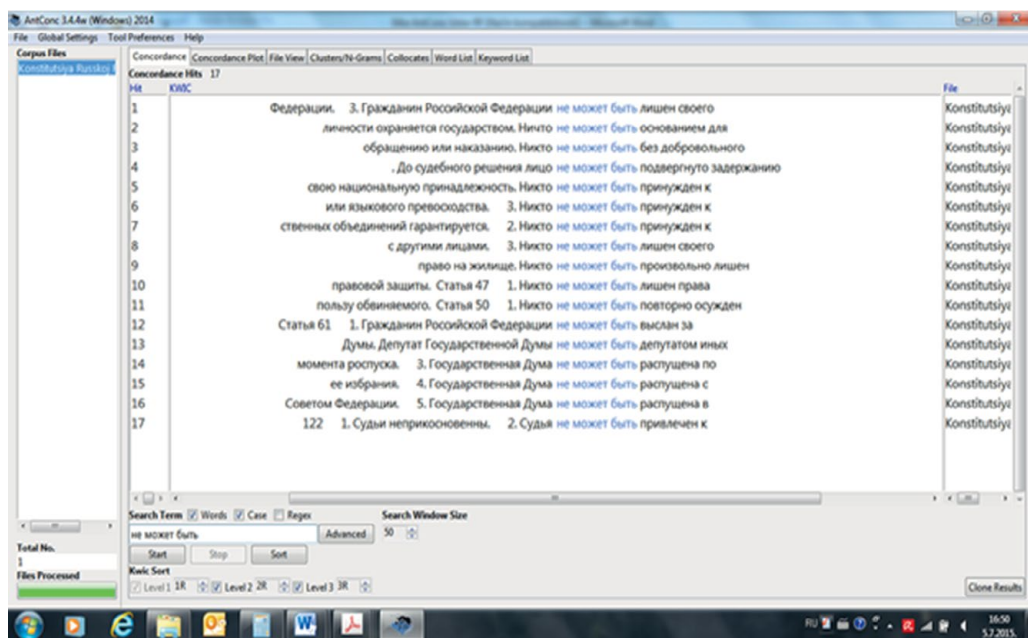 AntConc 3.4.4w (Windows) 2014
File Global Settings Tool Preferences Help
Corpus Files
Konstitutsiya Russkoj
Concordance Concordance Plot File View Clusters/N-Grams Collocates Word List Keyword List
Concordance Hits 17
Hit KWIC File
1 Федерации. 3. Гражданин Российской Федерации не может быть лишен своего Konstitutsiya
2 личности охраняется государством. Ничто не может быть основанием для Konstitutsiya
3 обращению или наказанию. Никто не может быть без добровольного Konstitutsiya
4 . До судебного решения лицо не может быть подвергнуто задержанию Konstitutsiya
5 свою национальную принадлежность. Никто не может быть принужден к Konstitutsiya
6 или языкового превосходства. 3. Никто не может быть принужден к Konstitutsiya
7 ственных объединений гарантируется. 2. Никто не может быть принужден к Konstitutsiya
8 с другими лицами. 3. Никто не может быть лишен своего Konstitutsiya
9 право на жилище. Никто не может быть произвольно лишен Konstitutsiya
10 правовой защиты. Статья 47 1. Никто не может быть лишен права Konstitutsiya
11 пользу обвиняемого. Статья 50 1. Никто не может быть повторно осужден Konstitutsiya
12 Статья 61 1. Гражданин Российской Федерации не может быть выслан за Konstitutsiya
13 Думы. Депутат Государственной Думы не может быть депутатом иных Konstitutsiya
14 момента роспуска. 3. Государственная Дума не может быть распущена по Konstitutsiya
15 ее избрания. 4. Государственная Дума не может быть распущена с Konstitutsiya
16 Советом Федерации. 5. Государственная Дума не может быть распущена в Konstitutsiya
17 122 1. Судьи неприкосновенны. 2. Судья не может быть привлечен к Konstitutsiya
Search Term Words Case Regex Search Window Size
не может быть Advanced 50
Total No.
1
Start Stop Sort
Files Processed
Kwic Sort
Level 1 1R Level 2 2R Level 3 3R Clone Results
RU 16:50
5.7.2015